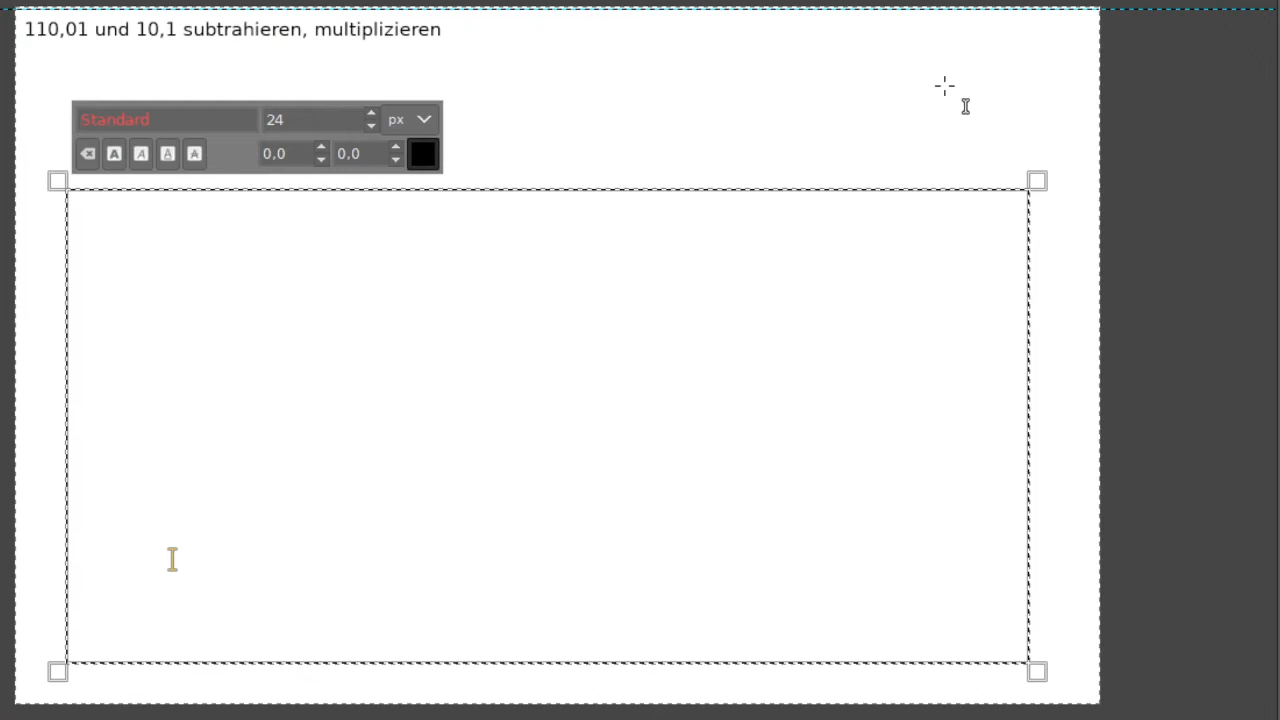 110,01 und 10,1 subtrahieren, multiplizieren
Standard
24
px
A
A
A
A
0,0
0,0